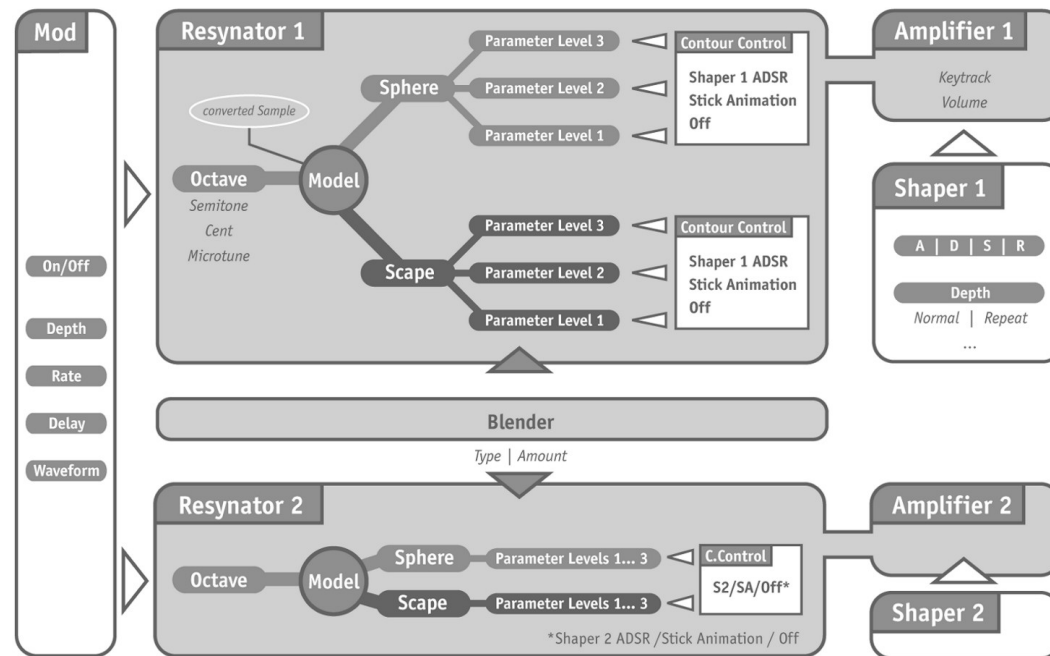 Mod
On/Off
Depth
Rate
Delay
Waveform
Resynator 1
converted Sample
Octave
Semitone
Cent
Microtune
Model
Sphere
Parameter Level 3
Parameter Level 2
Parameter Level 1
Contour Control
Shaper 1 ADSR
Stick Animation
Off
Scape
Parameter Level 3
Parameter Level 2
Parameter Level 1
Contour Control
Shaper 1 ADSR
Stick Animation
Off
Amplifier 1
Keytrack
Volume
Shaper 1
A | D | S | R
Depth
Normal | Repeat
...
Blender
Type | Amount
Resynator 2
Octave
Model
Sphere
Parameter Levels 1... 3
Scape
Parameter Levels 1... 3
C.Control
S2/SA/Off*
*Shaper 2 ADSR /Stick Animation / Off
Amplifier 2
Shaper 2